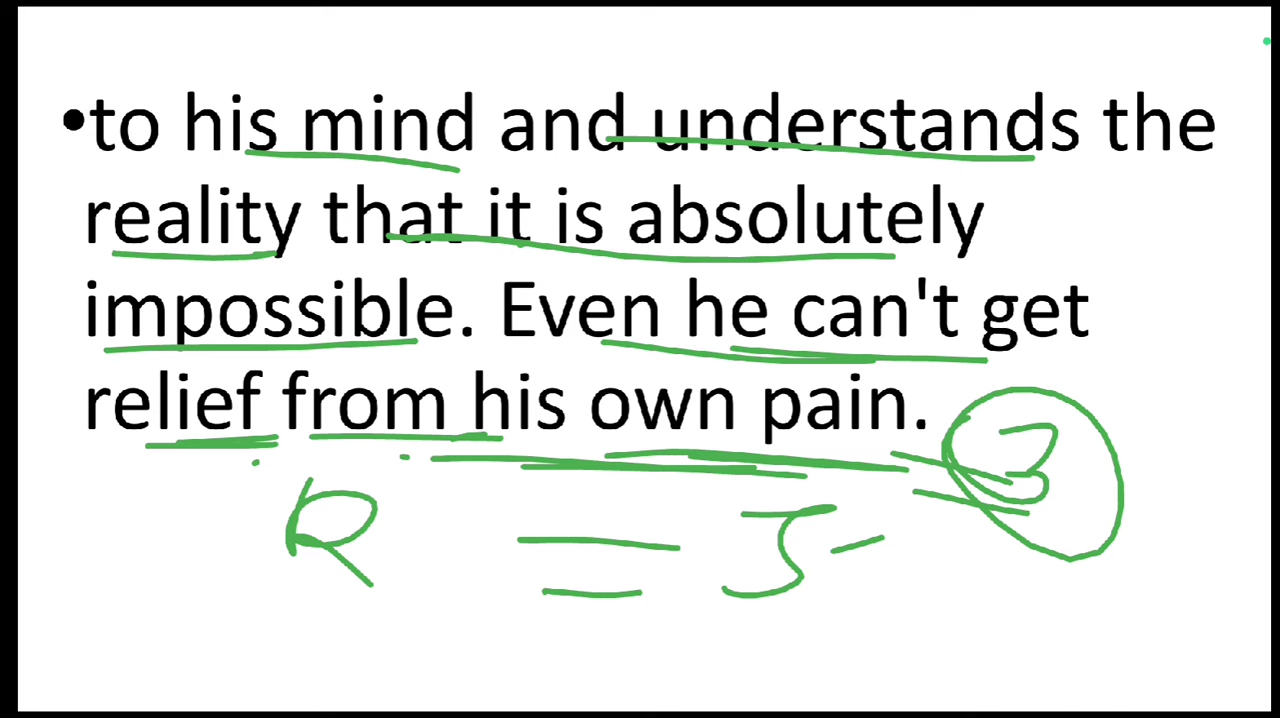 •to his mind and understands the
reality that it is absolutely
impossible. Even he can't get
relief from his own pain.